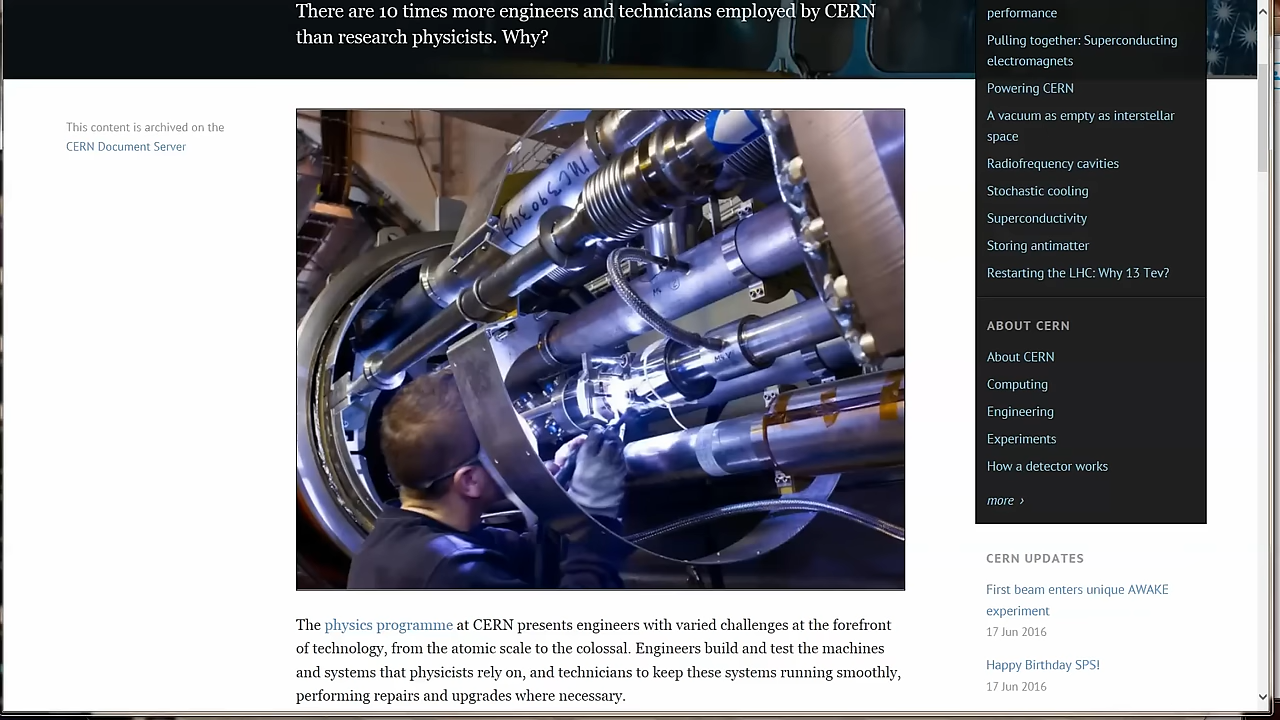 There are 10 times more engineers and technicians employed by CERN
than research physicists. Why?
This content is archived on the
CERN Document Server
The physics programme at CERN presents engineers with varied challenges at the forefront
of technology, from the atomic scale to the colossal. Engineers build and test the machines
and systems that physicists rely on, and technicians to keep these systems running smoothly,
performing repairs and upgrades where necessary.
performance
Pulling together: Superconducting
electromagnets
Powering CERN
A vacuum as empty as interstellar
space
Radiofrequency cavities
Stochastic cooling
Superconductivity
Storing antimatter
Restarting the LHC: Why 13 Tev?
ABOUT CERN
About CERN
Computing
Engineering
Experiments
How a detector works
more ›
CERN UPDATES
First beam enters unique AWAKE
experiment
17 Jun 2016
Happy Birthday SPS!
17 Jun 2016